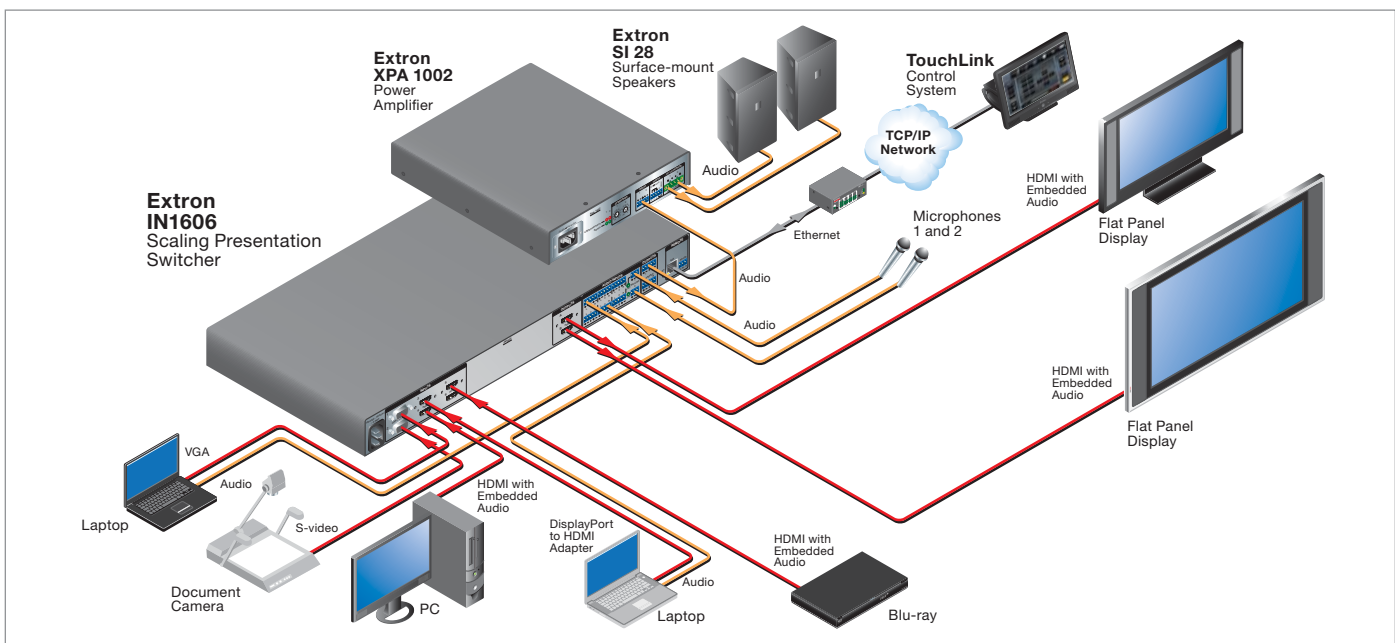 Extron
XPA 1002
Power
Amplifier
Extron
SI 28
Surface-mount
Speakers
TouchLink
Control
System
TCP/IP
Network
Audio
HDMI with
Embedded
Audio
Flat Panel
Display
Extron
IN1606
Scaling Presentation
Switcher
Microphones
1 and 2
Ethernet
Audio
Audio
HDMI with
Embedded
Audio
Flat Panel
Display
VGA
Audio
Laptop
S-video
Document
Camera
HDMI with
Embedded
Audio
PC
DisplayPort
to HDMI
Adapter
Audio
Laptop
HDMI with
Embedded
Audio
Blu-ray